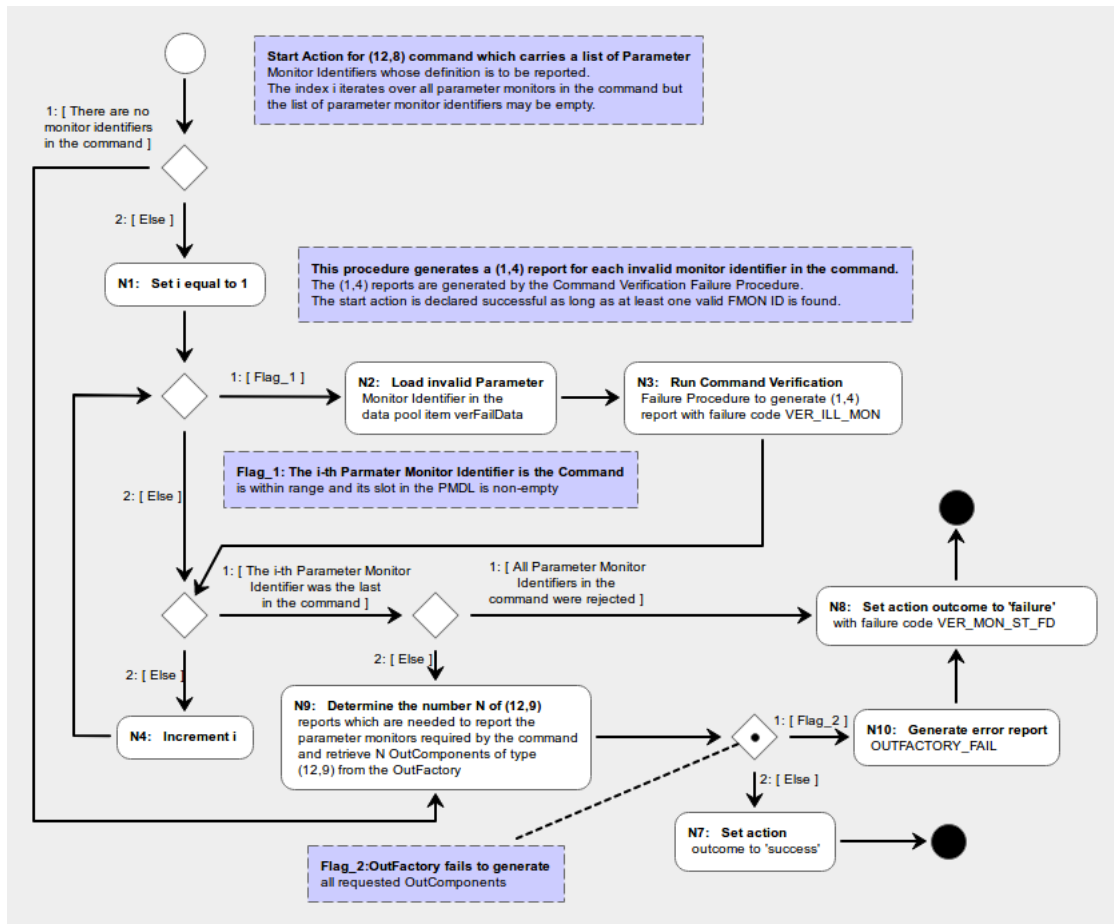 Start Action for (12,8) command which carries a list of Parameter
Monitor Identifiers whose definition is to be reported.
The index i iterates over all parameter monitors in the command but
the list of parameter monitor identifiers may be empty.
1: [ There are no
monitor identifiers
in the command ]
2: [ Else ]
N1: Set i equal to 1
This procedure generates a (1,4) report for each invalid monitor identifier in the command.
The (1,4) reports are generated by the Command Verification Failure Procedure.
The start action is declared successful as long as at least one valid FMON ID is found.
1: [ Flag_1 ]
N2: Load invalid Parameter
Monitor Identifier in the
data pool item verFailData
N3: Run Command Verification
Failure Procedure to generate (1,4)
report with failure code VER_ILL_MON
Flag_1: The i-th Parmater Monitor Identifier is the Command
is within range and its slot in the PMDL is non-empty
2: [ Else ]
1: [ The i-th Parameter Monitor
Identifier was the last
in the command ]
1: [ All Parameter Monitor
Identifiers in the
command were rejected ]
N8: Set action outcome to 'failure'
with failure code VER_MON_ST_FD
2: [ Else ]
2: [ Else ]
N4: Increment i
N9: Determine the number N of (12,9)
reports which are needed to report the
parameter monitors required by the command
and retrieve N OutComponents of type
(12,9) from the OutFactory
1: [ Flag_2 ]
N10: Generate error report
OUTFACTORY_FAIL
2: [ Else ]
N7: Set action
outcome to 'success'
Flag_2:OutFactory fails to generate
all requested OutComponents